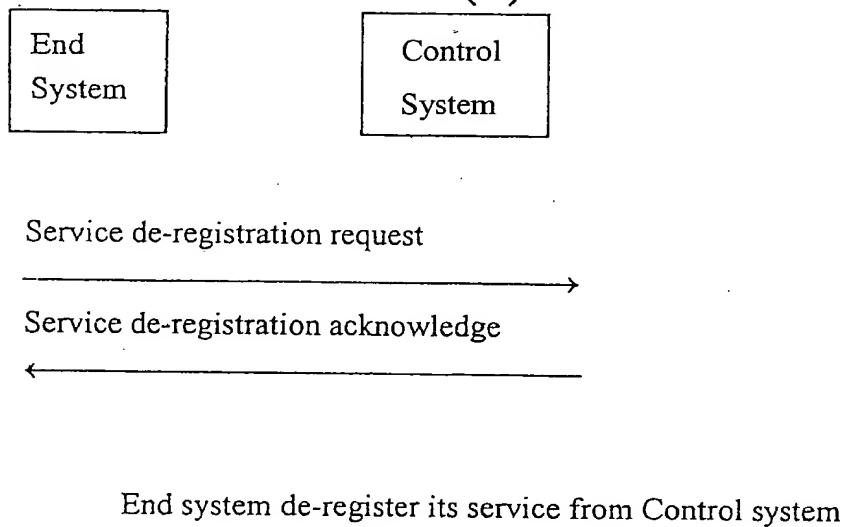 End
System
Control
System
Service de-registration request
Service de-registration acknowledge
End system de-register its service from Control system